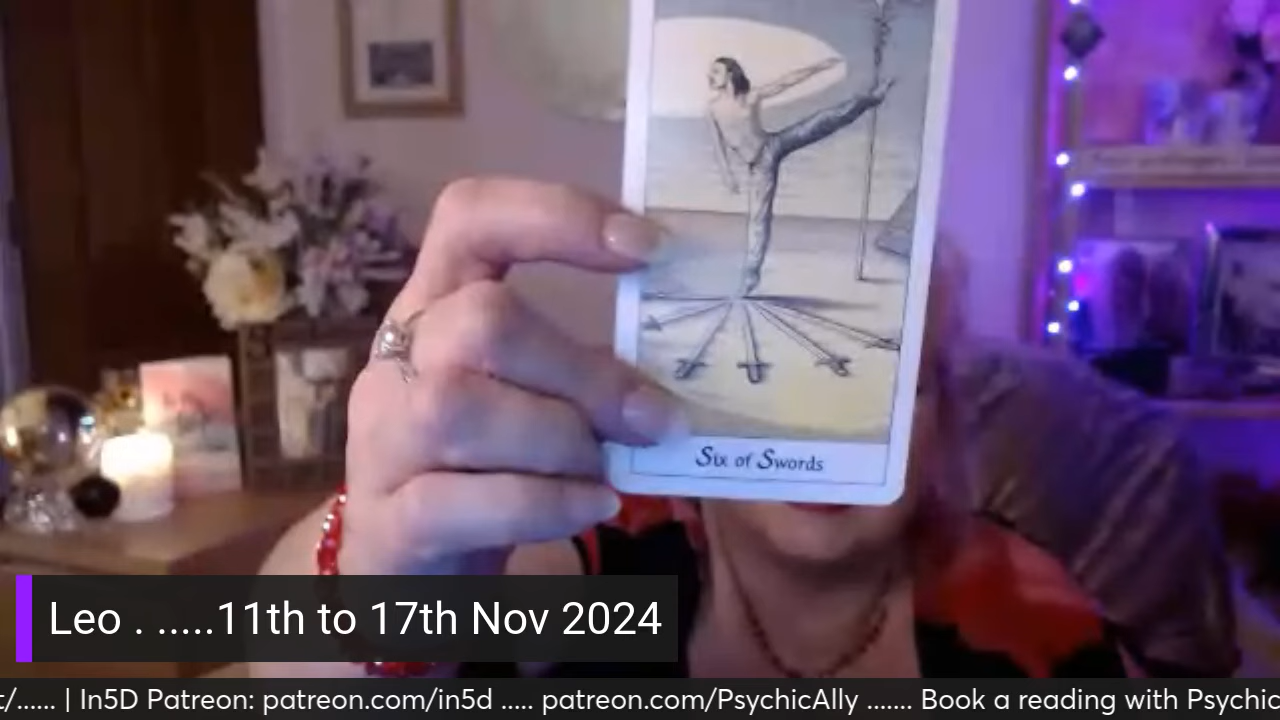 Six of Swords
Leo . .....11th to 17th Nov 2024
t/...... | In5D Patreon: patreon.com/in5d ..... patreon.com/PsychicAlly ....... Book a reading with Psychic